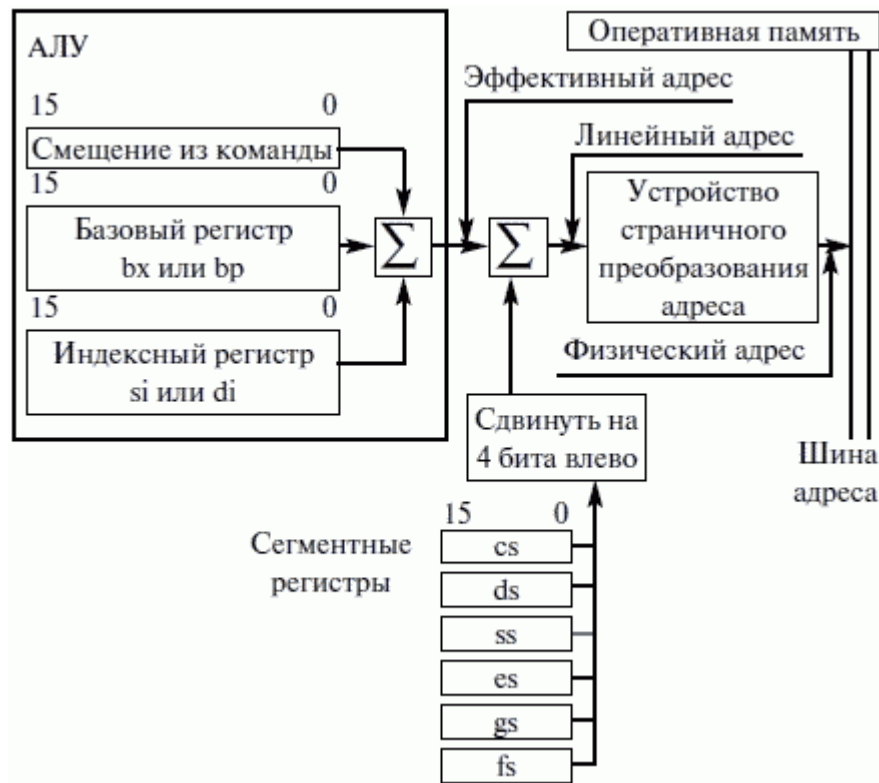 Оперативная память
АЛУ
Эффективный адрес
15 0
Линейный адрес
Смещение из команды
15 0
Устройство
страничного
преобразования
адреса
Базовый регистр
bx или bp
Σ
Σ
15 0
Физический адрес
Индексный регистр
si или di
Сдвинуть на
4 бита влево
Шина
адреса
15 0
Сегментные
регистры
cs
ds
ss
es
gs
fs